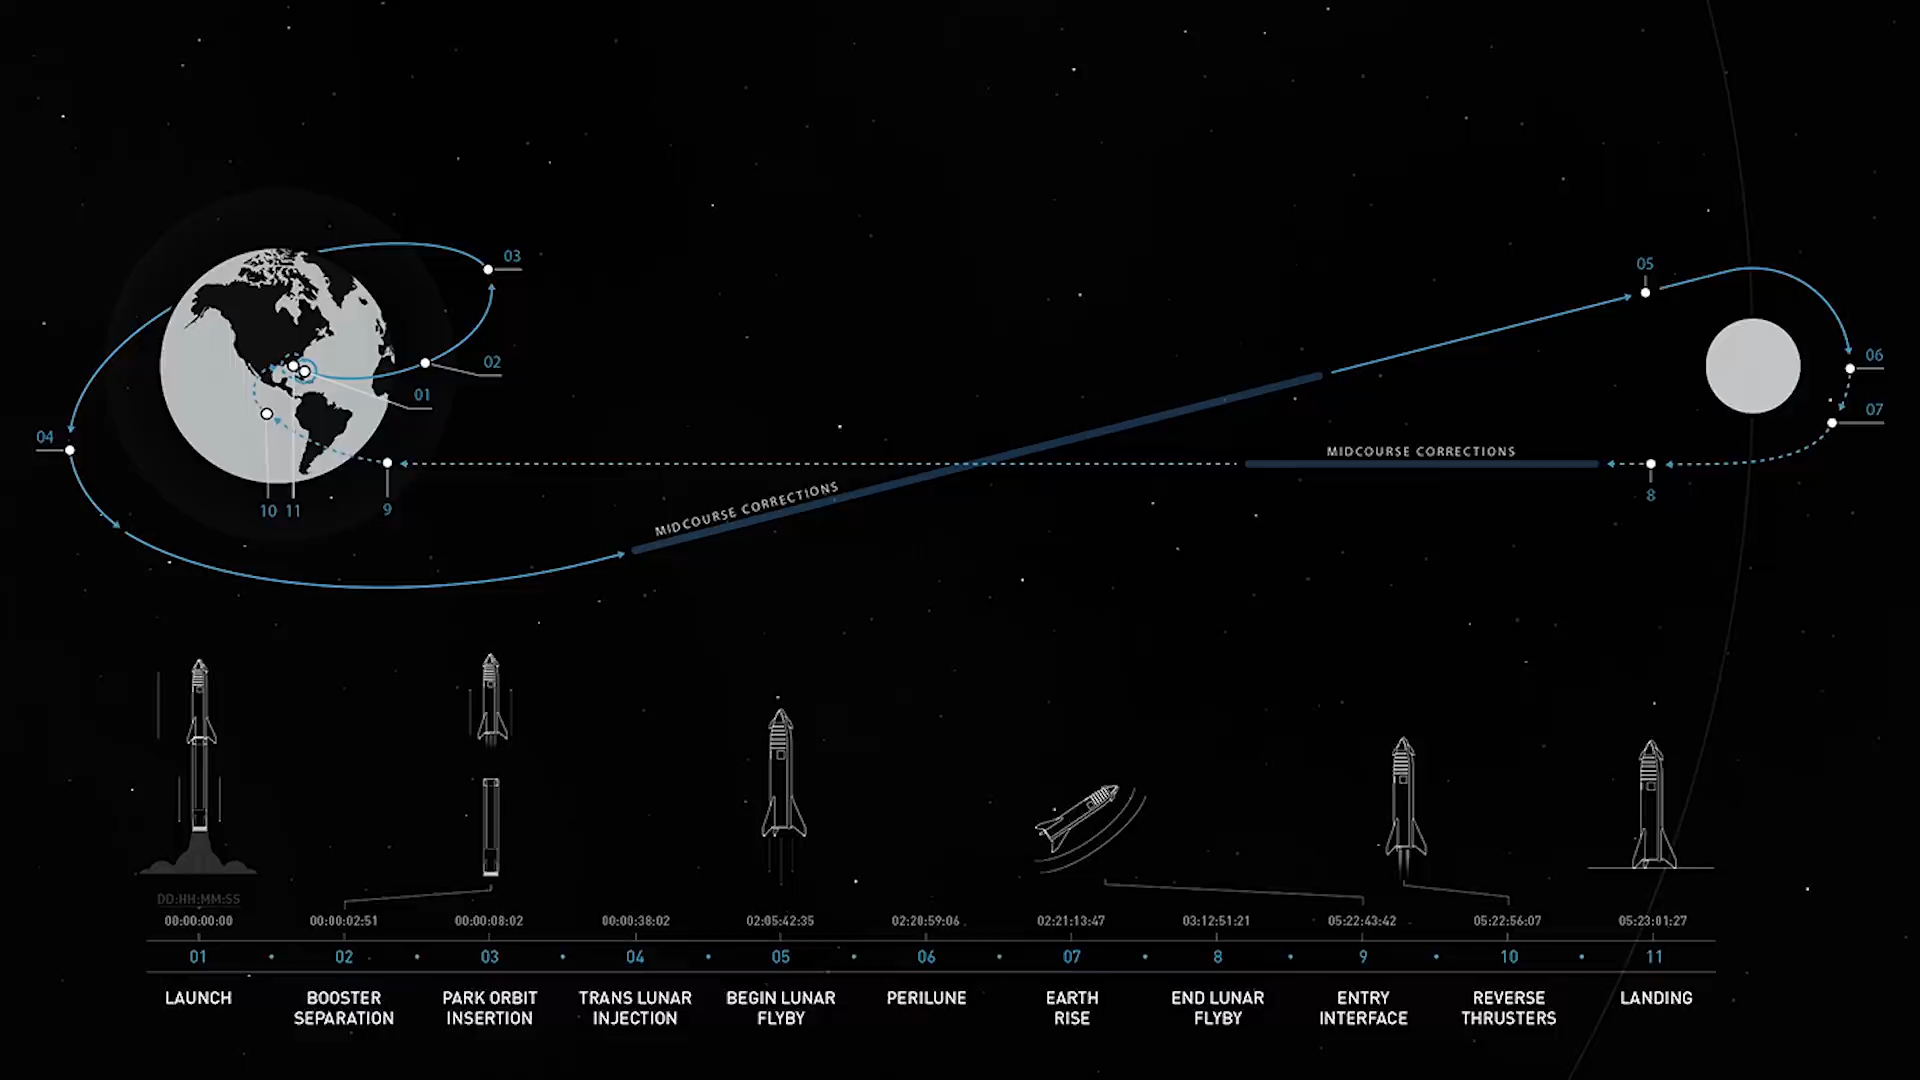 03
05
02
06
01
07
04
MIDCOURSE CORRECTIONS
8
MIDCOURSE CORRECTIONS
10 11
9
DD:HH:MM:SS
00:00:00:00 00:00:02:51 00:00:08:02 00:00:38:02 02:05:42:35 02:20:59:06 02:21:13:47 03:12:51:21 05:22:43:42 05:22:56:07 05:23:01:27
01 02 03 04 05 06 07 8 9 10 11
LAUNCH
BOOSTER
SEPARATION
PARK ORBIT
INSERTION
TRANS LUNAR
INJECTION
BEGIN LUNAR
FLYBY
PERILUNE
EARTH
RISE
END LUNAR
FLYBY
ENTRY
INTERFACE
REVERSE
THRUSTERS
LANDING